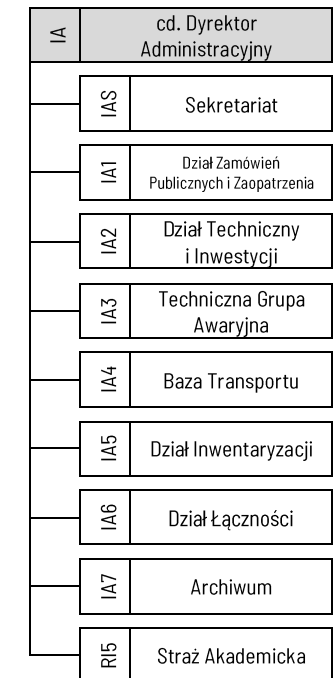 IA
cd. Dyrektor
Administracyjny
IAS
Sekretariat
IA1
Dział Zamówień
Publicznych i Zaopatrzenia
IA2
Dział Techniczny
i Inwestycji
IA3
Techniczna Grupa
Awaryjna
IA4
Baza Transportu
IA5
Dział Inwentaryzacji
IA6
Dział Łączności
IA7
Archiwum
RI5
Straż Akademicka